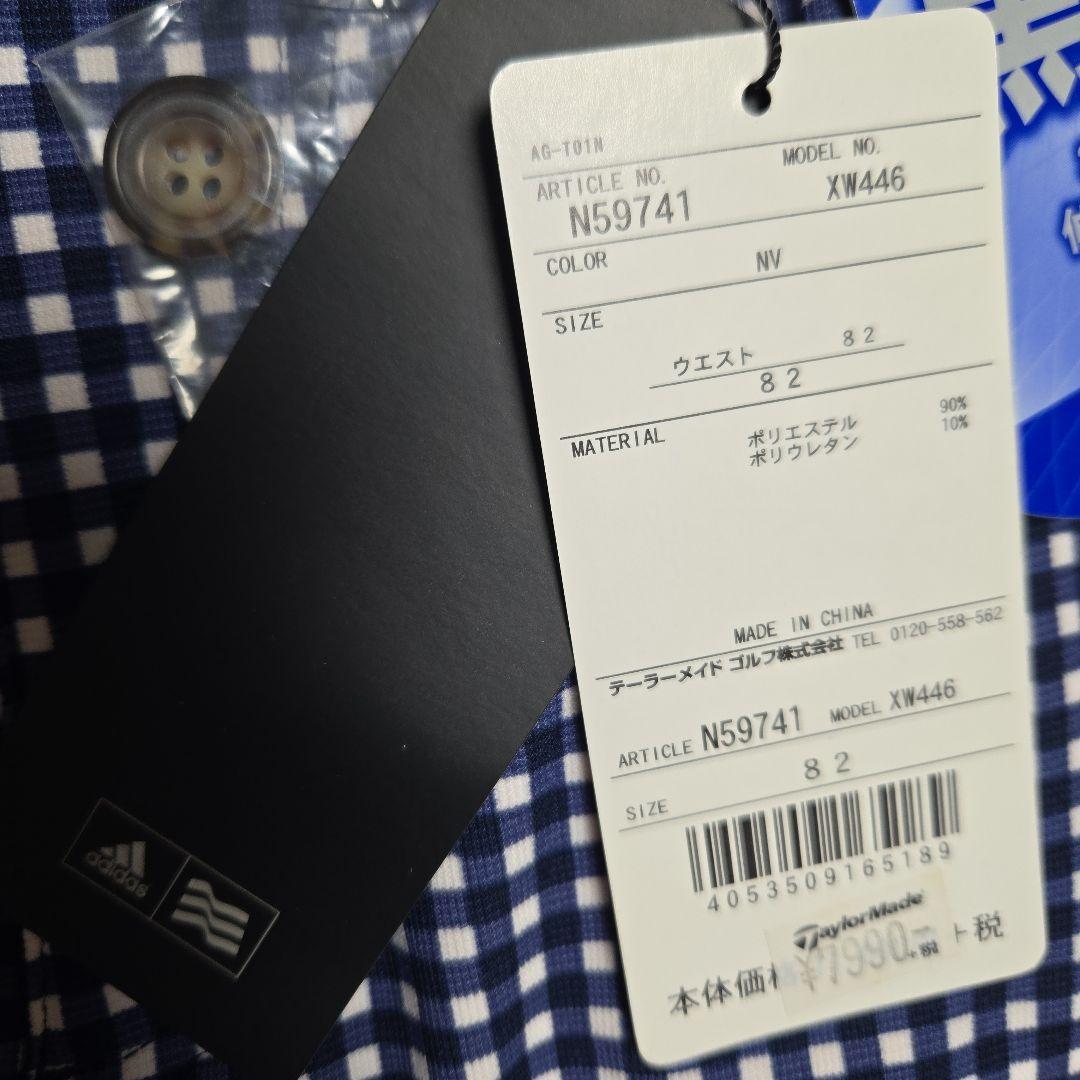 AG-T01N
ARTICLE NO.
MODEL NO.
N59741
XW446
COLOR
NV
SIZE
ウエスト 82
82
MATERIAL
ポリエステル 90%
ポリウレタン 10%
MADE IN CHINA
テーラーメイド ゴルフ株式会社 TEL 0120-558-562
ARTICLE N59741 MODEL XW446
82
SIZE
4053509165189
TaylorMade
¥7990-+税
本体価
+税
adidas